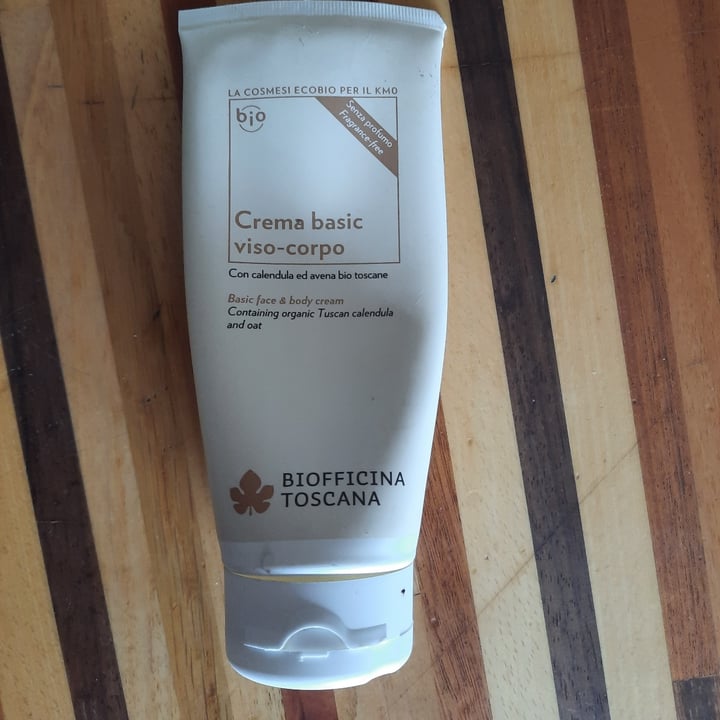 LA COSMESI ECOBIO PER IL KM0
bio
Senza profumo
Fragrance-free
Crema basic
viso-corpo
Con calendula ed avena bio toscane
Basic face & body cream
Containing organic Tuscan calendula
and oat
BIOFFICINA
TOSCANA